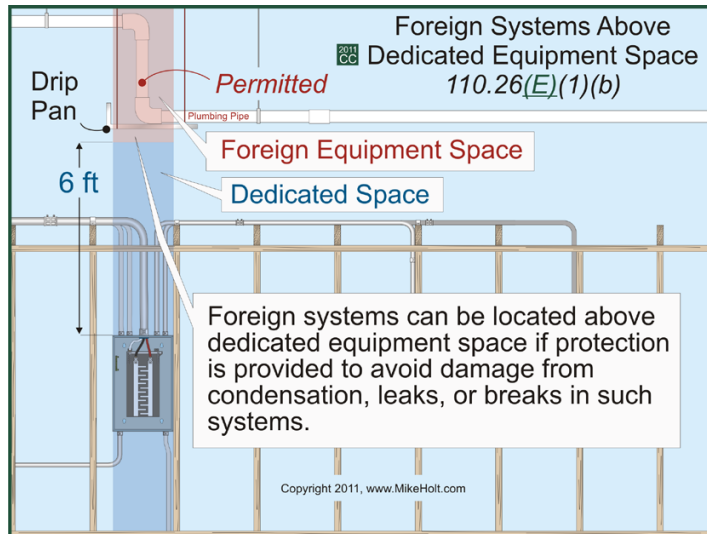 Foreign Systems Above
2011
CC
Dedicated Equipment Space
110.26(E)(1)(b)
Drip
Pan
Permitted
Plumbing Pipe
Foreign Equipment Space
6 ft
Dedicated Space
Foreign systems can be located above
dedicated equipment space if protection
is provided to avoid damage from
condensation, leaks, or breaks in such
systems.
Copyright 2011, www.MikeHolt.com